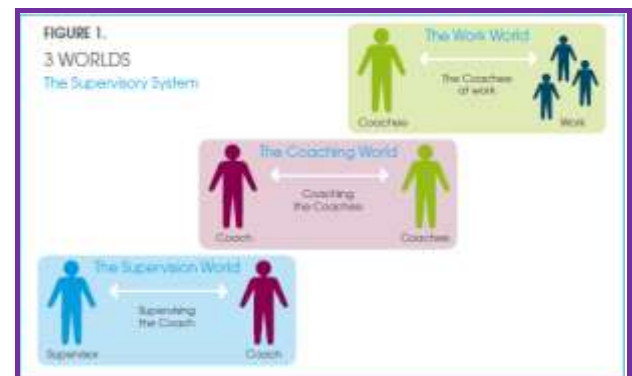 FIGURE 1.
3 WORLDS
The Supervisory System
The Work World
The Coachee
at work
Coachee
Work
The Coaching World
Coaching
the Coachee
Coach
Coachee
The Supervision World
Supervising
the Coach
Supervisor
Coach